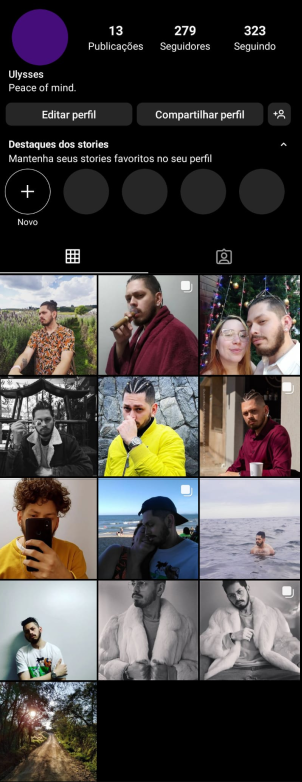 13 279 323
Publicações Seguidores Seguindo
Ulysses
Peace of mind.
Editar perfil Compartilhar perfil
Destaques dos stories
Mantenha seus stories favoritos no seu perfil
Novo